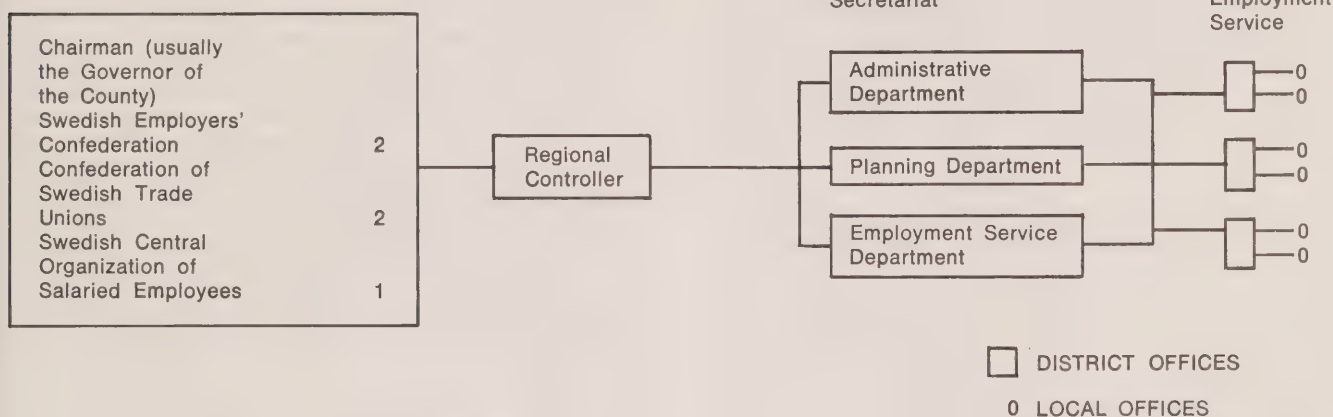 Secretariat
Employment
Service
Chairman (usually
the Governor of
the County)
Swedish Employers'
Confederation 2
Confederation of
Swedish Trade
Unions 2
Swedish Central
Organization of
Salaried Employees 1
Regional
Controller
Administrative
Department
Planning Department
Employment Service
Department
0
0
0
0
0
0
DISTRICT OFFICES
0 LOCAL OFFICES